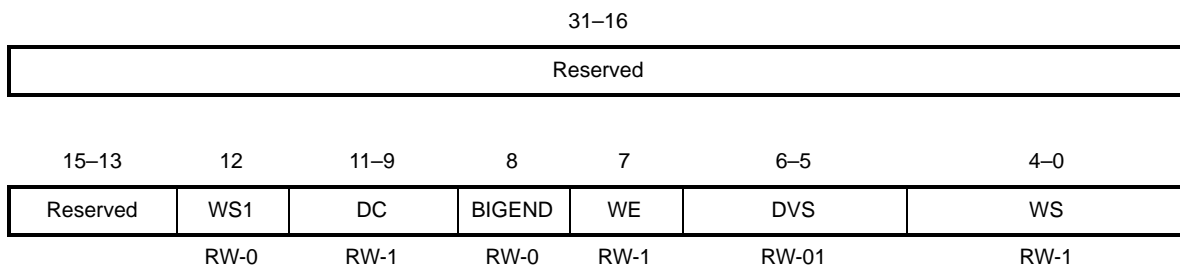 31–16
Reserved
15–13 12 11–9 8 7 6–5 4–0
Reserved WS1 DC BIGEND WE DVS WS
RW-0 RW-1 RW-0 RW-1 RW-01 RW-1